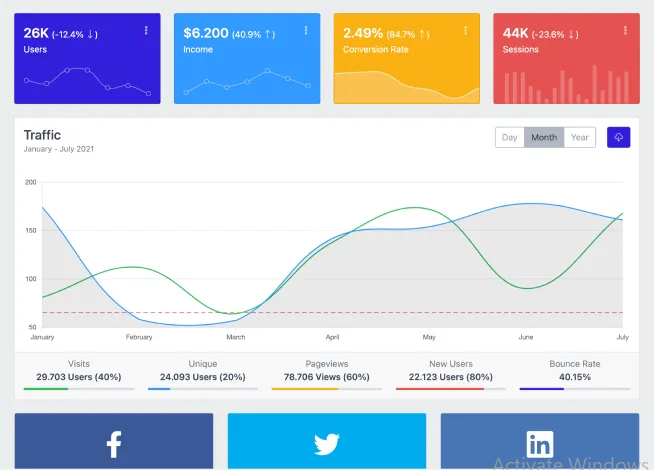 26K (-12.4% ↓)
Users
$6.200 (40.9% ↑)
Income
2.49% (84.7% ↑)
Conversion Rate
44K (-23.6% ↓)
Sessions
Traffic
January - July 2021
Day Month Year
200
150
100
50
January February March April May June July
Visits
29.703 Users (40%)
Unique
24.093 Users (20%)
Pageviews
78.706 Views (60%)
New Users
22.123 Users (80%)
Bounce Rate
40.15%
f
in
Activate Windows